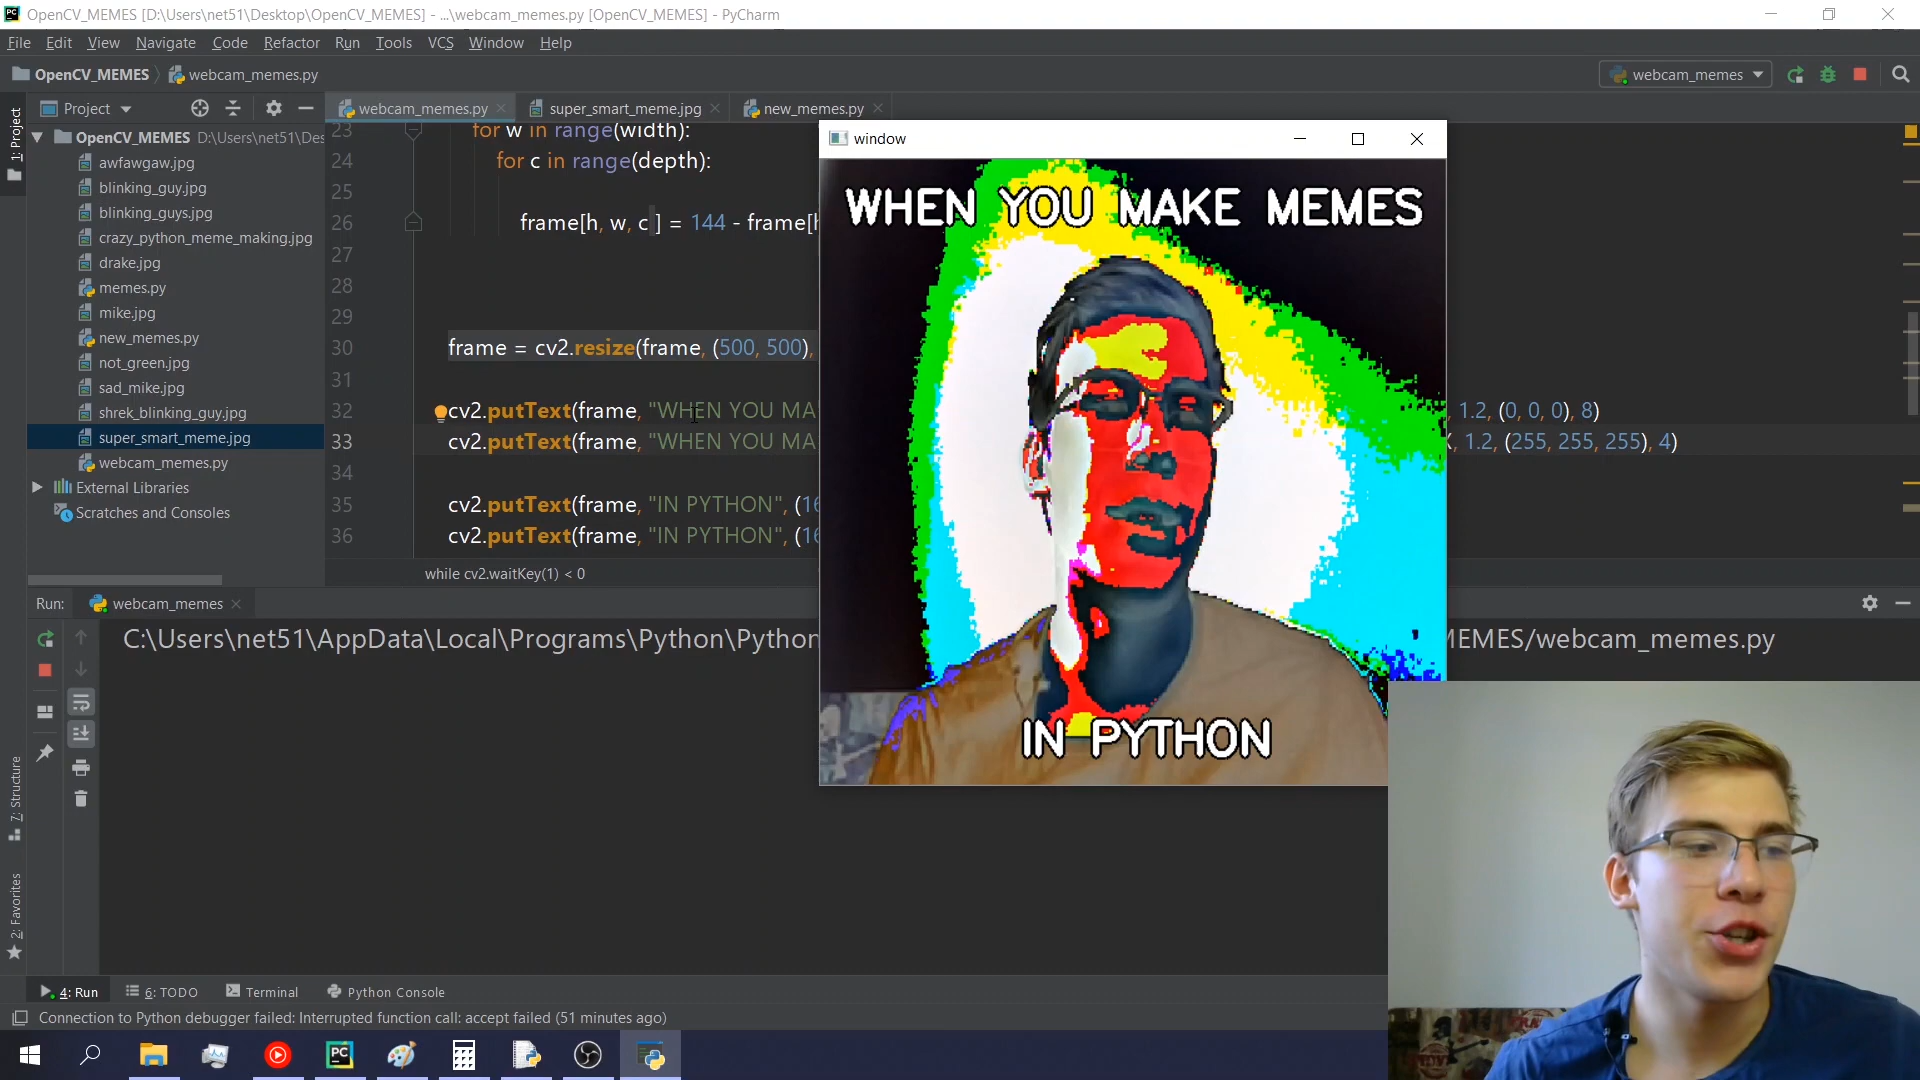 OpenCV_MEMES [D:\Users\net51\Desktop\OpenCV_MEMES] - ...\webcam_memes.py [OpenCV_MEMES] - PyCharm
File Edit View Navigate Code Refactor Run Tools VCS Window Help
OpenCV_MEMES webcam_memes.py webcam_memes
Project webcam_memes.py super_smart_meme.jpg new_memes.py
1: Project
OpenCV_MEMES D:\Users\net51\Des
awfawgaw.jpg
blinking_guy.jpg
blinking_guys.jpg
crazy_python_meme_making.jpg
drake.jpg
memes.py
mike.jpg
new_memes.py
not_green.jpg
sad_mike.jpg
shrek_blinking_guy.jpg
super_smart_meme.jpg
webcam_memes.py
External Libraries
Scratches and Consoles
23 for w in range(width):
24 for c in range(depth):
25
26 frame[h, w, c ] = 144 - frame[h
27
28
29
30 frame = cv2.resize(frame, (500, 500),
31
32 cv2.putText(frame, "WHEN YOU MA 1.2, (0, 0, 0), 8)
33 cv2.putText(frame, "WHEN YOU MA 1.2, (255, 255, 255), 4)
34
35 cv2.putText(frame, "IN PYTHON", (16
36 cv2.putText(frame, "IN PYTHON", (16
while cv2.waitKey(1) < 0
window
WHEN YOU MAKE MEMES
IN PYTHON
Run: webcam_memes
C:\Users\net51\AppData\Local\Programs\Python\Python MEMES/webcam_memes.py
7: Structure
2: Favorites
4: Run 6: TODO Terminal Python Console
Connection to Python debugger failed: Interrupted function call: accept failed (51 minutes ago)